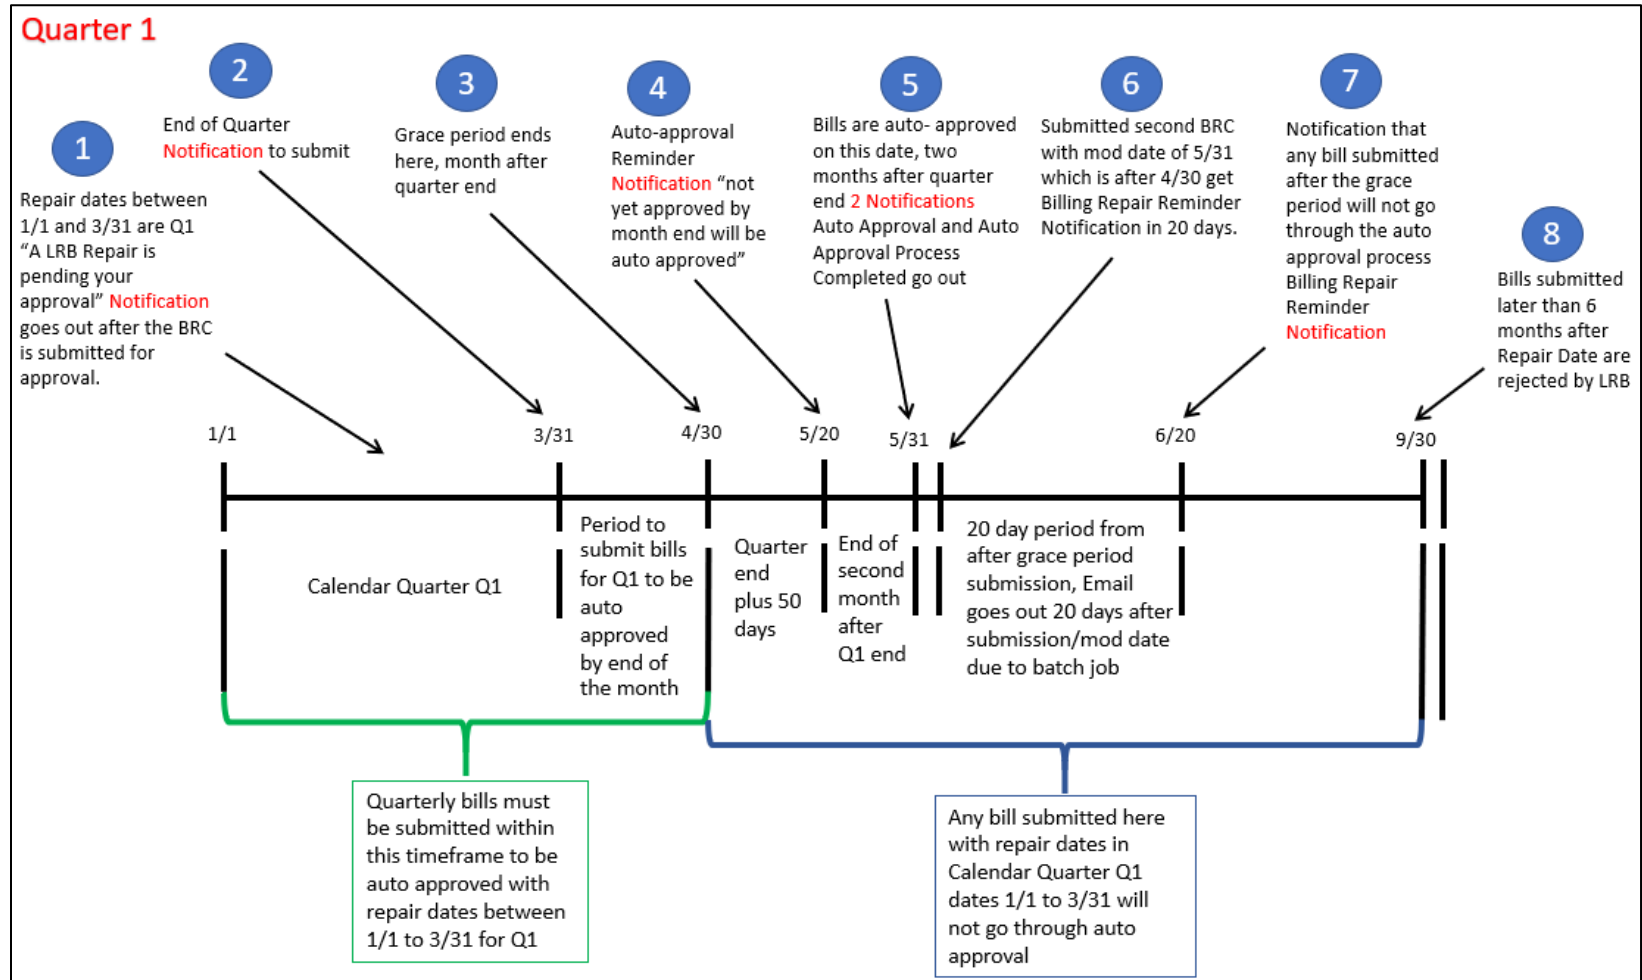 Quarter 1
1
Repair dates between
1/1 and 3/31 are Q1
“A LRB Repair is
pending your
approval” Notification
goes out after the BRC
is submitted for
approval.
2
End of Quarter
Notification to submit
3
Grace period ends
here, month after
quarter end
4
Auto-approval
Reminder
Notification “not
yet approved by
month end will be
auto approved”
5
Bills are auto- approved
on this date, two
months after quarter
end 2 Notifications
Auto Approval and Auto
Approval Process
Completed go out
6
Submitted second BRC
with mod date of 5/31
which is after 4/30 get
Billing Repair Reminder
Notification in 20 days.
7
Notification that
any bill submitted
after the grace
period will not go
through the auto
approval process
Billing Repair
Reminder
Notification
8
Bills submitted
later than 6
months after
Repair Date are
rejected by LRB
1/1
3/31
4/30
5/20
5/31
6/20
9/30
Calendar Quarter Q1
Period to
submit bills
for Q1 to be
auto
approved
by end of
the month
Quarter
end
plus 50
days
End of
second
month
after
Q1 end
20 day period from
after grace period
submission, Email
goes out 20 days after
submission/mod date
due to batch job
Quarterly bills must
be submitted within
this timeframe to be
auto approved with
repair dates between
1/1 to 3/31 for Q1
Any bill submitted here
with repair dates in
Calendar Quarter Q1
dates 1/1 to 3/31 will
not go through auto
approval